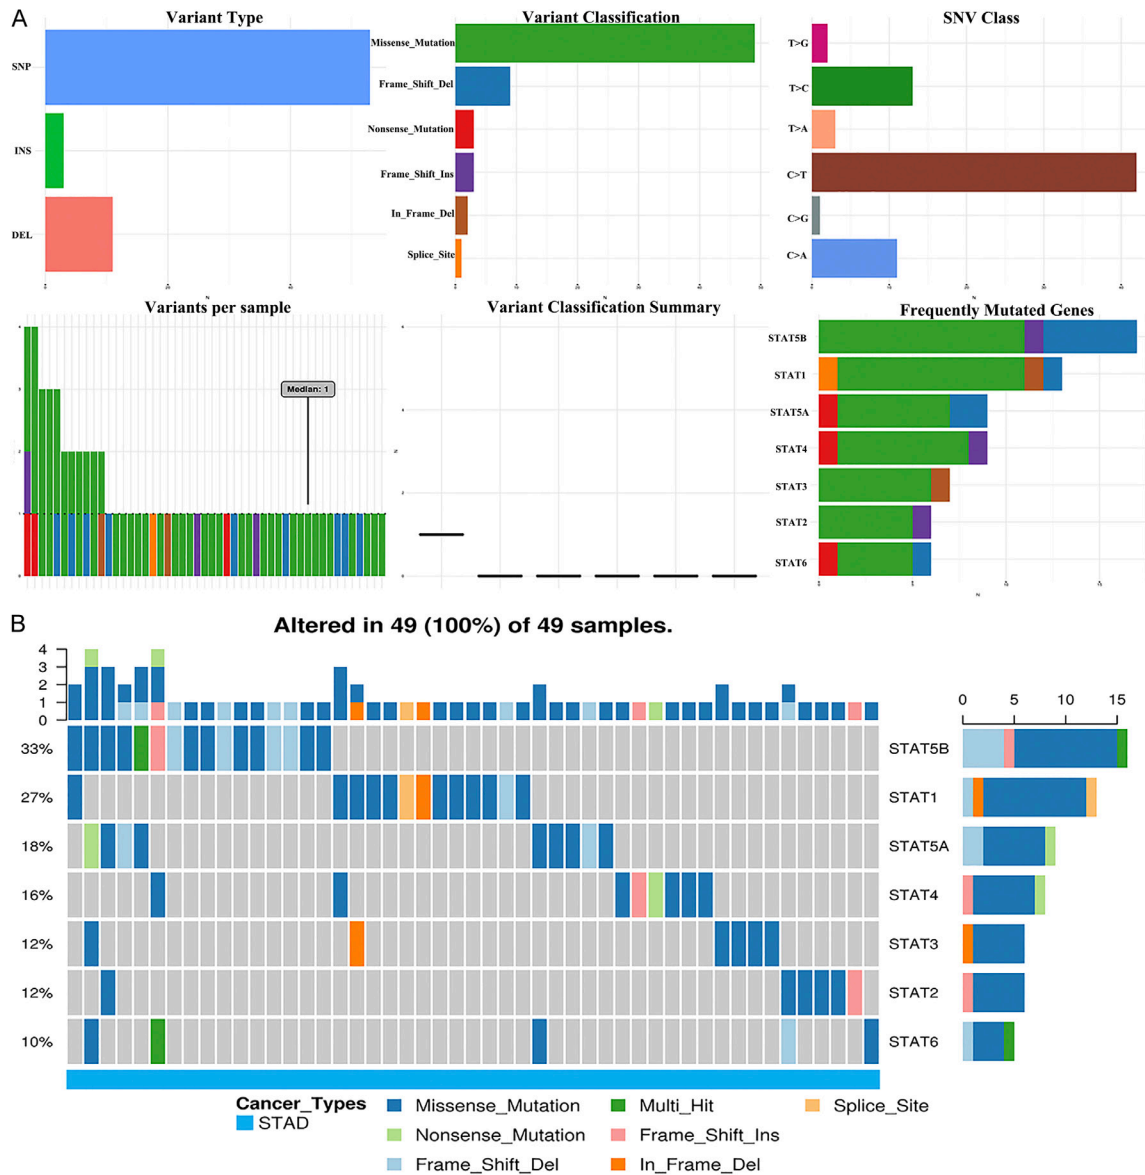 A
Variant Type
SNP
INS
DEL
N
Variant Classification
Missense_Mutation
Frame_Shift_Del
Nonsense_Mutation
Frame_Shift_Ins
In_Frame_Del
Splice_Site
N
SNV Class
T>G
T>C
T>A
C>T
C>G
C>A
N
Variants per sample
Median: 1
Variant Classification Summary
N
Frequently Mutated Genes
STAT5B
STAT1
STAT5A
STAT4
STAT3
STAT2
STAT6
N
B
Altered in 49 (100%) of 49 samples.
4
3
2
1
0
0 5 10 15
33% STAT5B
27% STAT1
18% STAT5A
16% STAT4
12% STAT3
12% STAT2
10% STAT6
Cancer_Types
STAD
Missense_Mutation
Nonsense_Mutation
Frame_Shift_Del
Multi_Hit
Frame_Shift_Ins
In_Frame_Del
Splice_Site